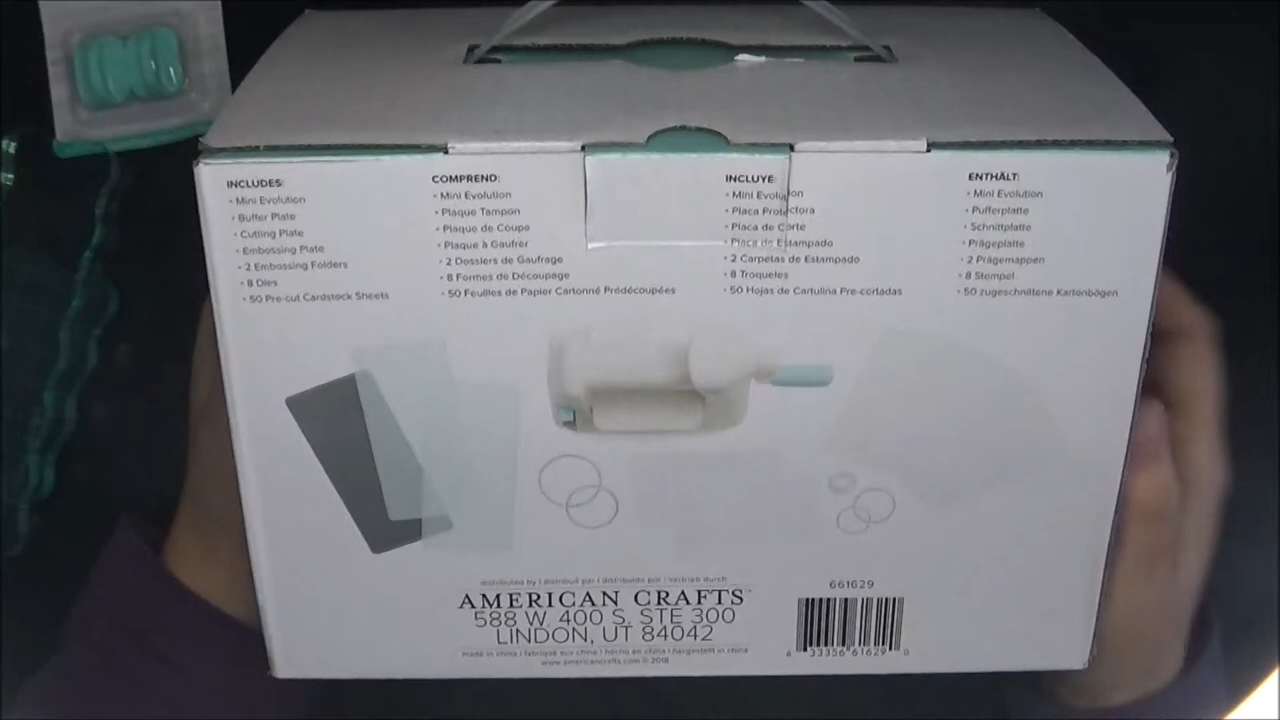 INCLUDES:
• Mini Evolution
• Buffer Plate
• Cutting Plate
• Embossing Plate
• 2 Embossing Folders
• 8 Dies
• 50 Pre-cut Cardstock Sheets
COMPREND:
• Mini Evolution
• Plaque Tampon
• Plaque de Coupe
• Plaque à Gaufrer
• 2 Dossiers de Gaufrage
• 8 Formes de Découpage
• 50 Feuilles de Papier Cartonné Prédécoupées
INCLUYE:
• Mini Evolution
• Placa Protectora
• Placa de Corte
• Placa de Estampado
• 2 Carpetas de Estampado
• 8 Troqueles
• 50 Hojas de Cartulina Pre-cortadas
ENTHÄLT:
• Mini Evolution
• Pufferplatte
• Schnittplatte
• Prägeplatte
• 2 Prägemappen
• 8 Stempel
• 50 zugeschnittene Kartonbögen
distributed by | distribué par | distribuido por | vertrieb durch
AMERICAN CRAFTS™
588 W. 400 S. STE 300
LINDON, UT 84042
made in china | fabriqué aux chine | hecho en china | hergestellt in china
www.americancrafts.com © 2018
661629
6 33356 61629 0